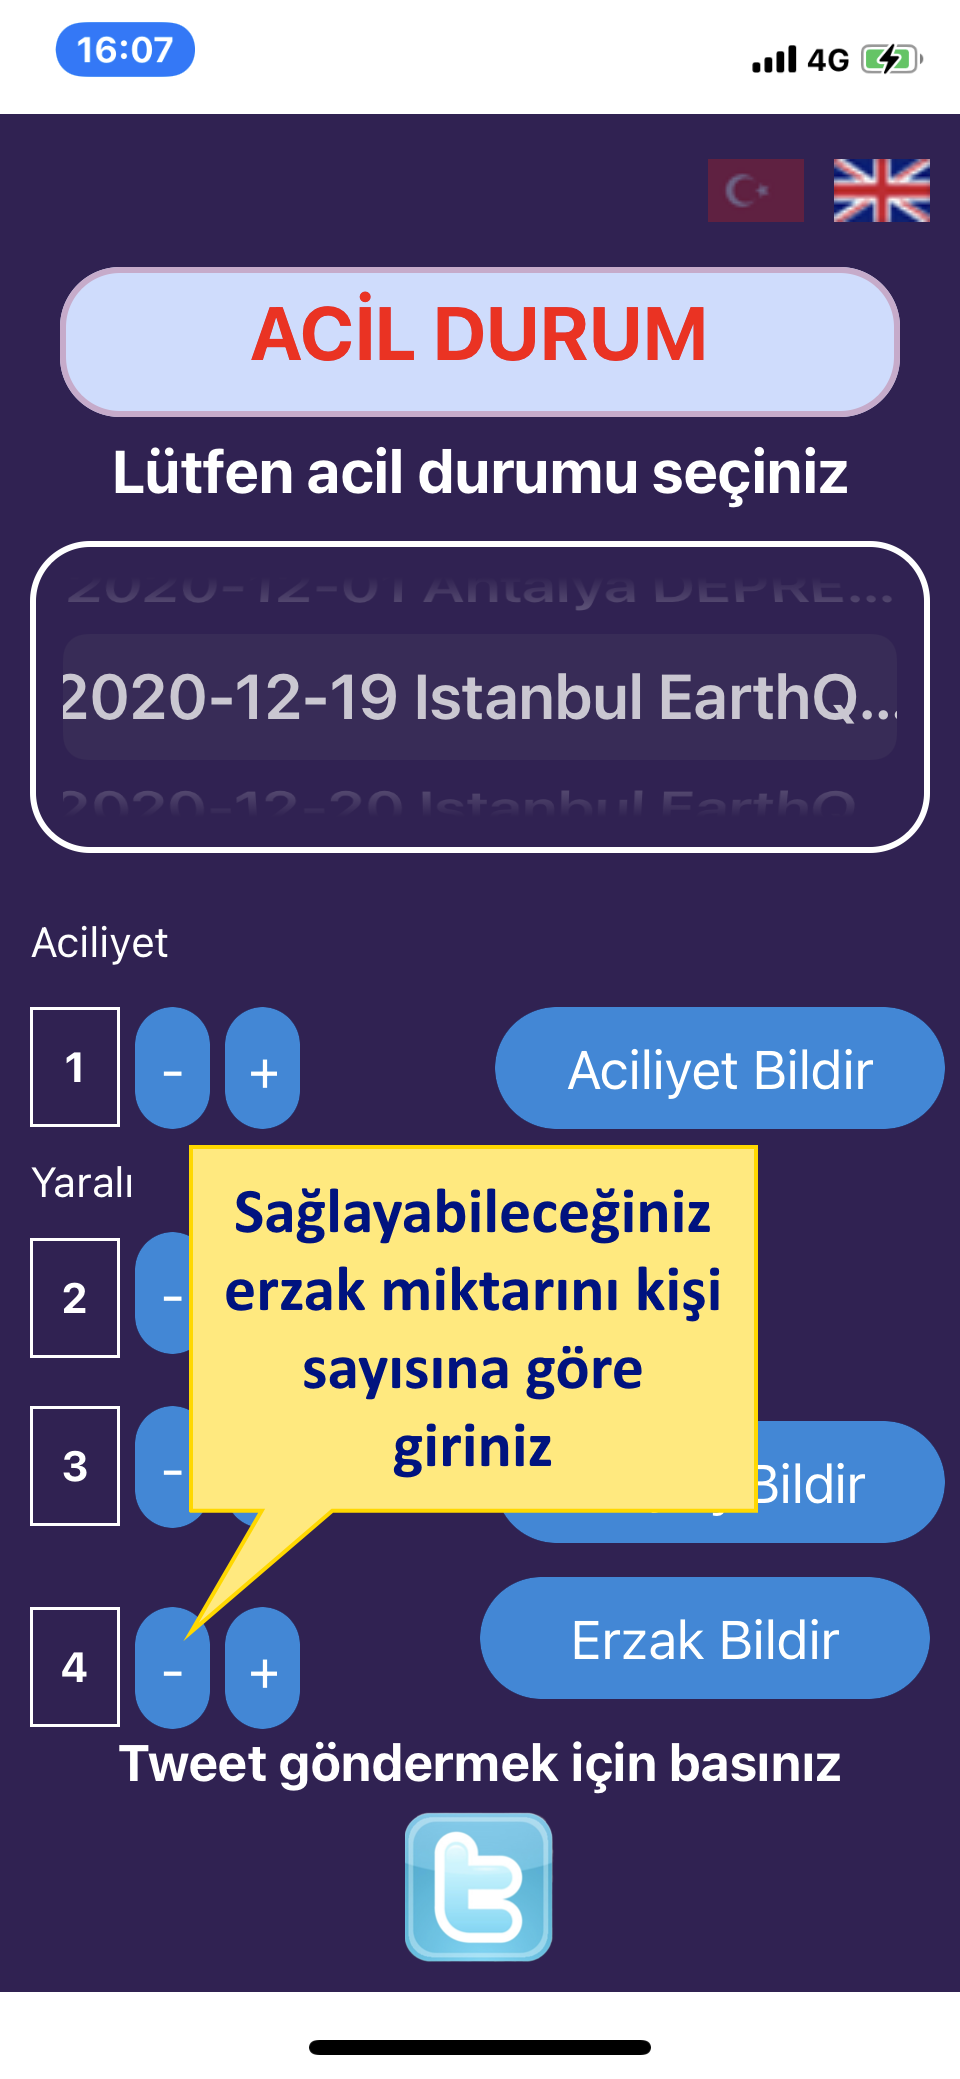 16:07
4G
ACİL DURUM
Lütfen acil durumu seçiniz
2020-12-01 Antalya DEPRE...
2020-12-19 Istanbul EarthQ...
2020-12-20 Istanbul EarthQ
Aciliyet
1 - + Aciliyet Bildir
Yaralı
2 -
Sağlayabileceğiniz
erzak miktarını kişi
sayısına göre
giriniz
3 - Bildir
4 - + Erzak Bildir
Tweet göndermek için basınız